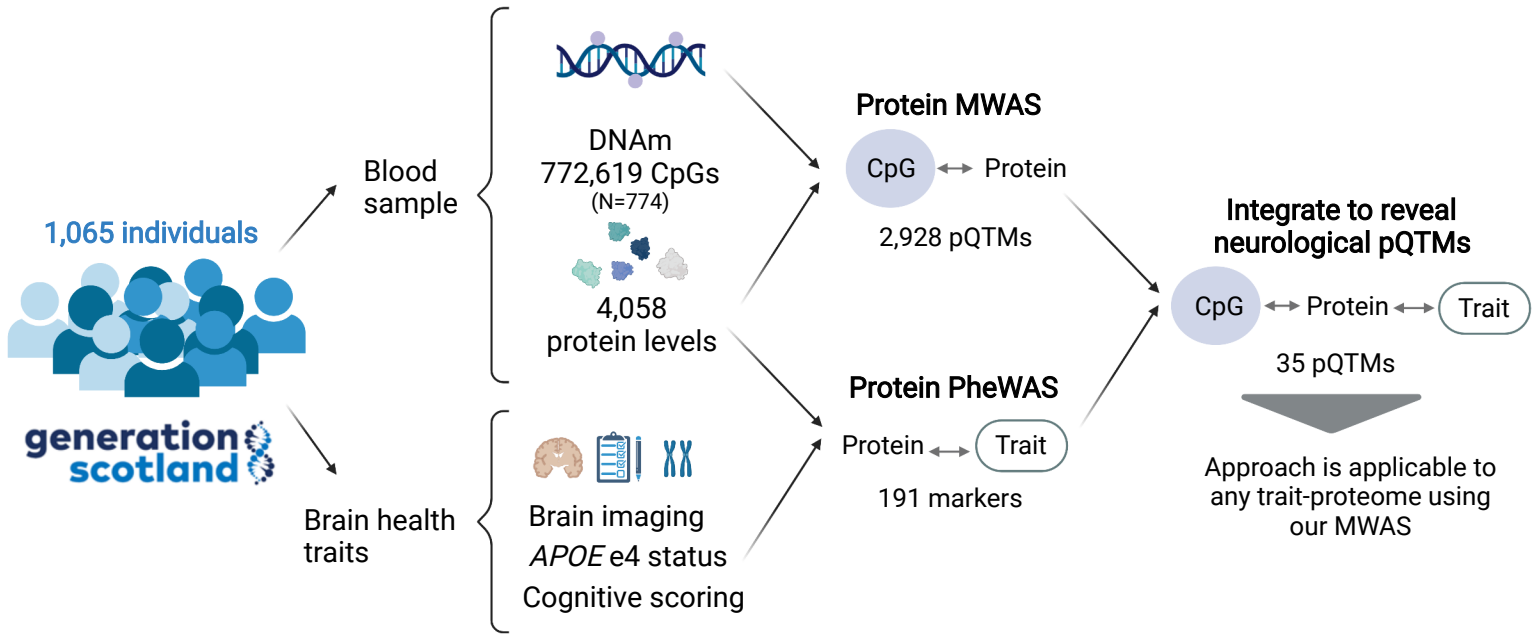 1,065 individuals
generation
scotland
Blood
sample
Brain health
traits
DNAm
772,619 CpGs
(N=774)
4,058
protein levels
Brain imaging
APOE e4 status
Cognitive scoring
Protein MWAS
CpG Protein
2,928 pQTMs
Protein PheWAS
Protein Trait
191 markers
Integrate to reveal
neurological pQTMs
CpG Protein Trait
35 pQTMs
Approach is applicable to
any trait-proteome using
our MWAS